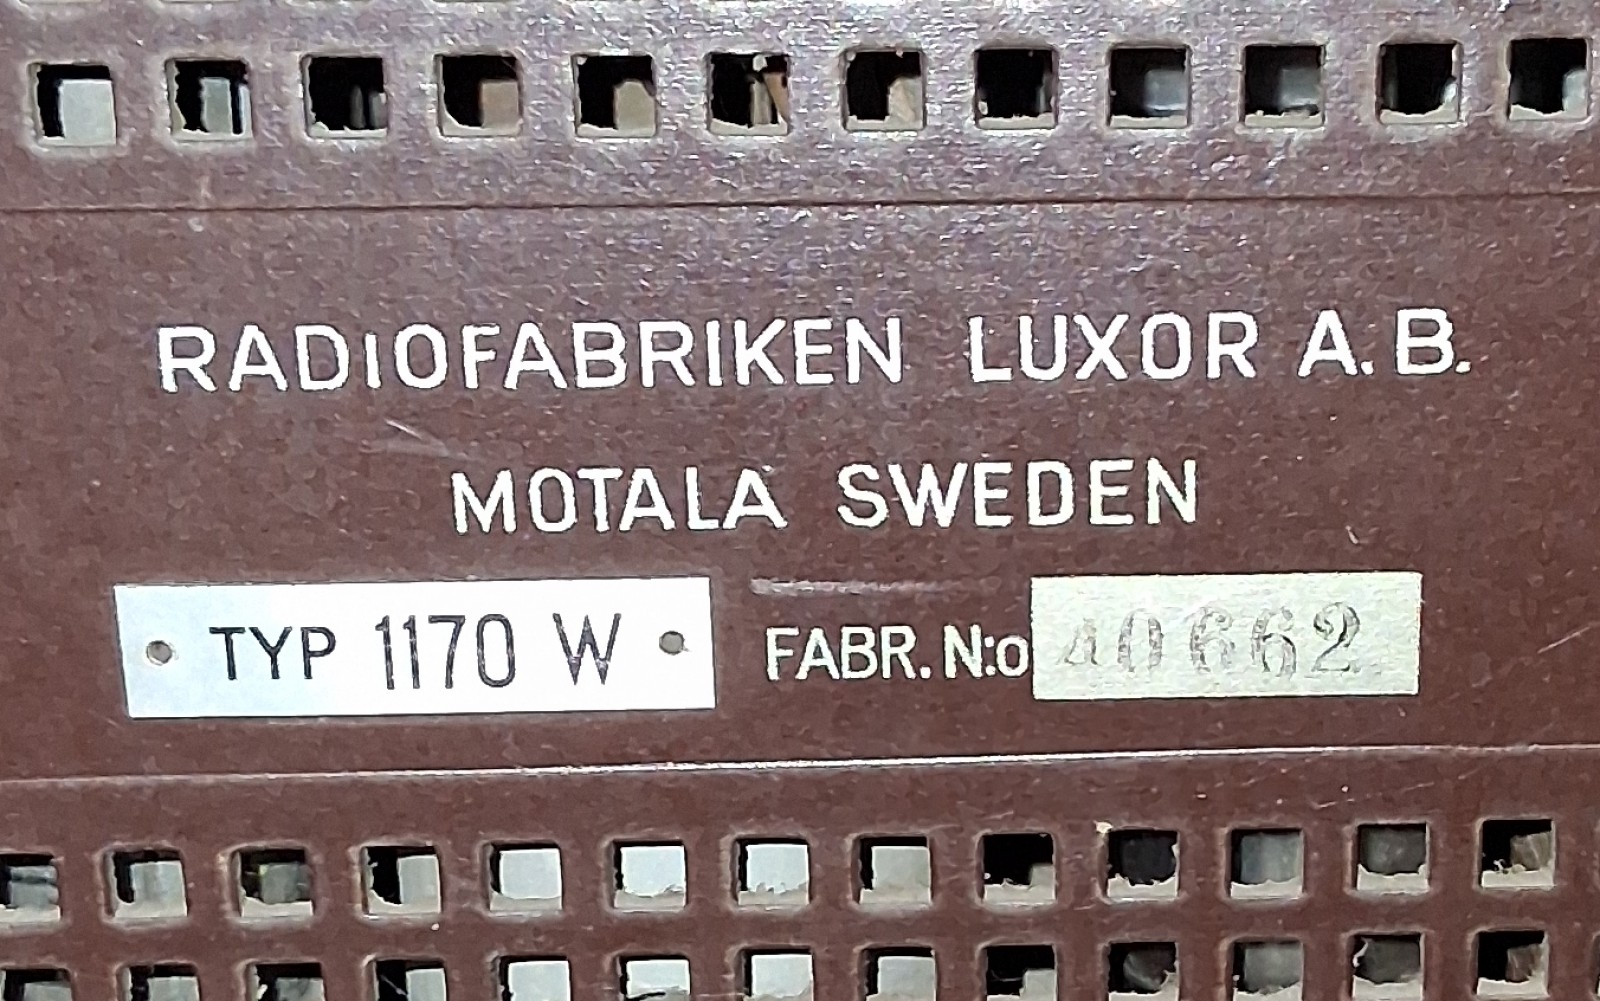 RADIOFABRIKEN LUXOR A.B.
MOTALA SWEDEN
TYP 1170 W FABR. N:o 40662